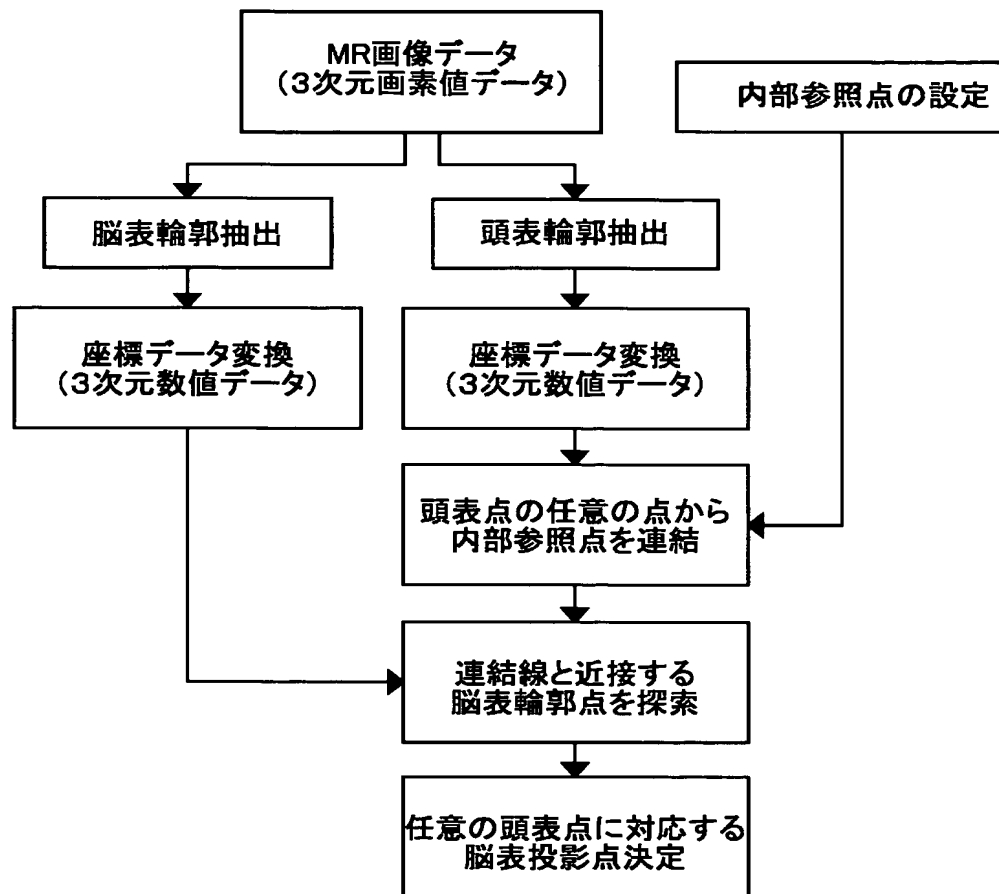 MR画像データ
(3次元画素値データ)
内部参照点の設定
脳表輪郭抽出
頭表輪郭抽出
座標データ変換
(3次元数値データ)
座標データ変換
(3次元数値データ)
頭表点の任意の点から
内部参照点を連結
連結線と近接する
脳表輪郭点を探索
任意の頭表点に対応する
脳表投影点決定